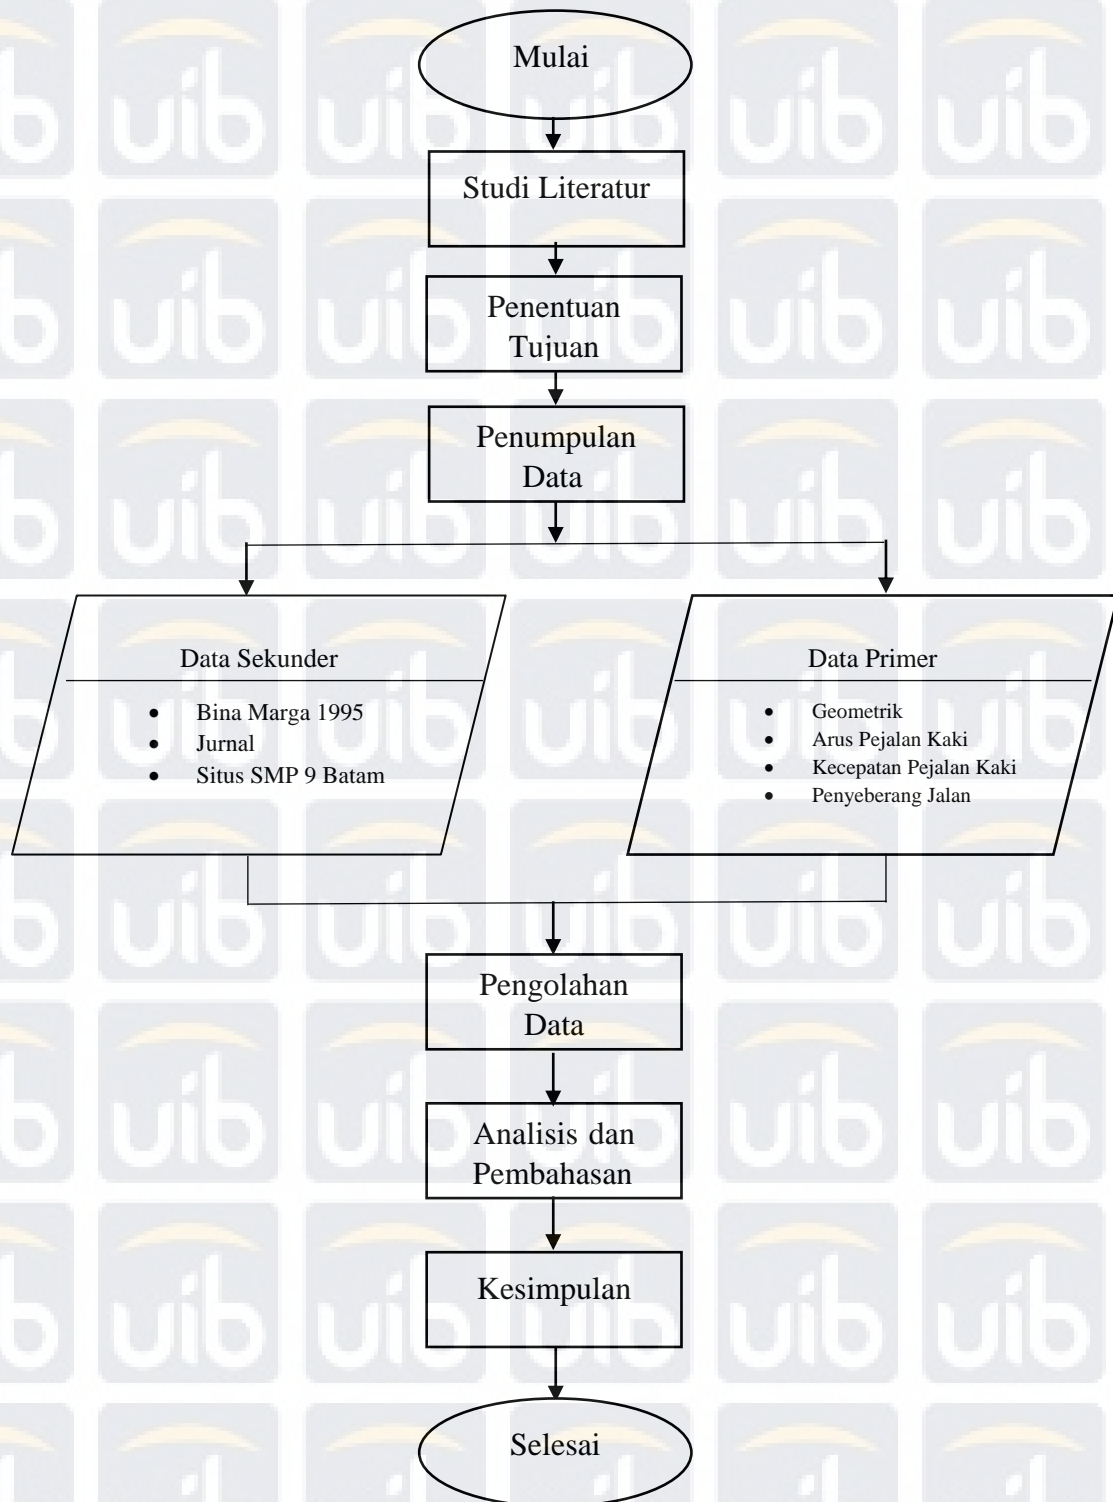 Mulai
Studi Literatur
Penentuan
Tujuan
Penumpulan
Data
Data Sekunder
• Bina Marga 1995
• Jurnal
• Situs SMP 9 Batam
Data Primer
• Geometrik
• Arus Pejalan Kaki
• Kecepatan Pejalan Kaki
• Penyeberang Jalan
Pengolahan
Data
Analisis dan
Pembahasan
Kesimpulan
Selesai
uib